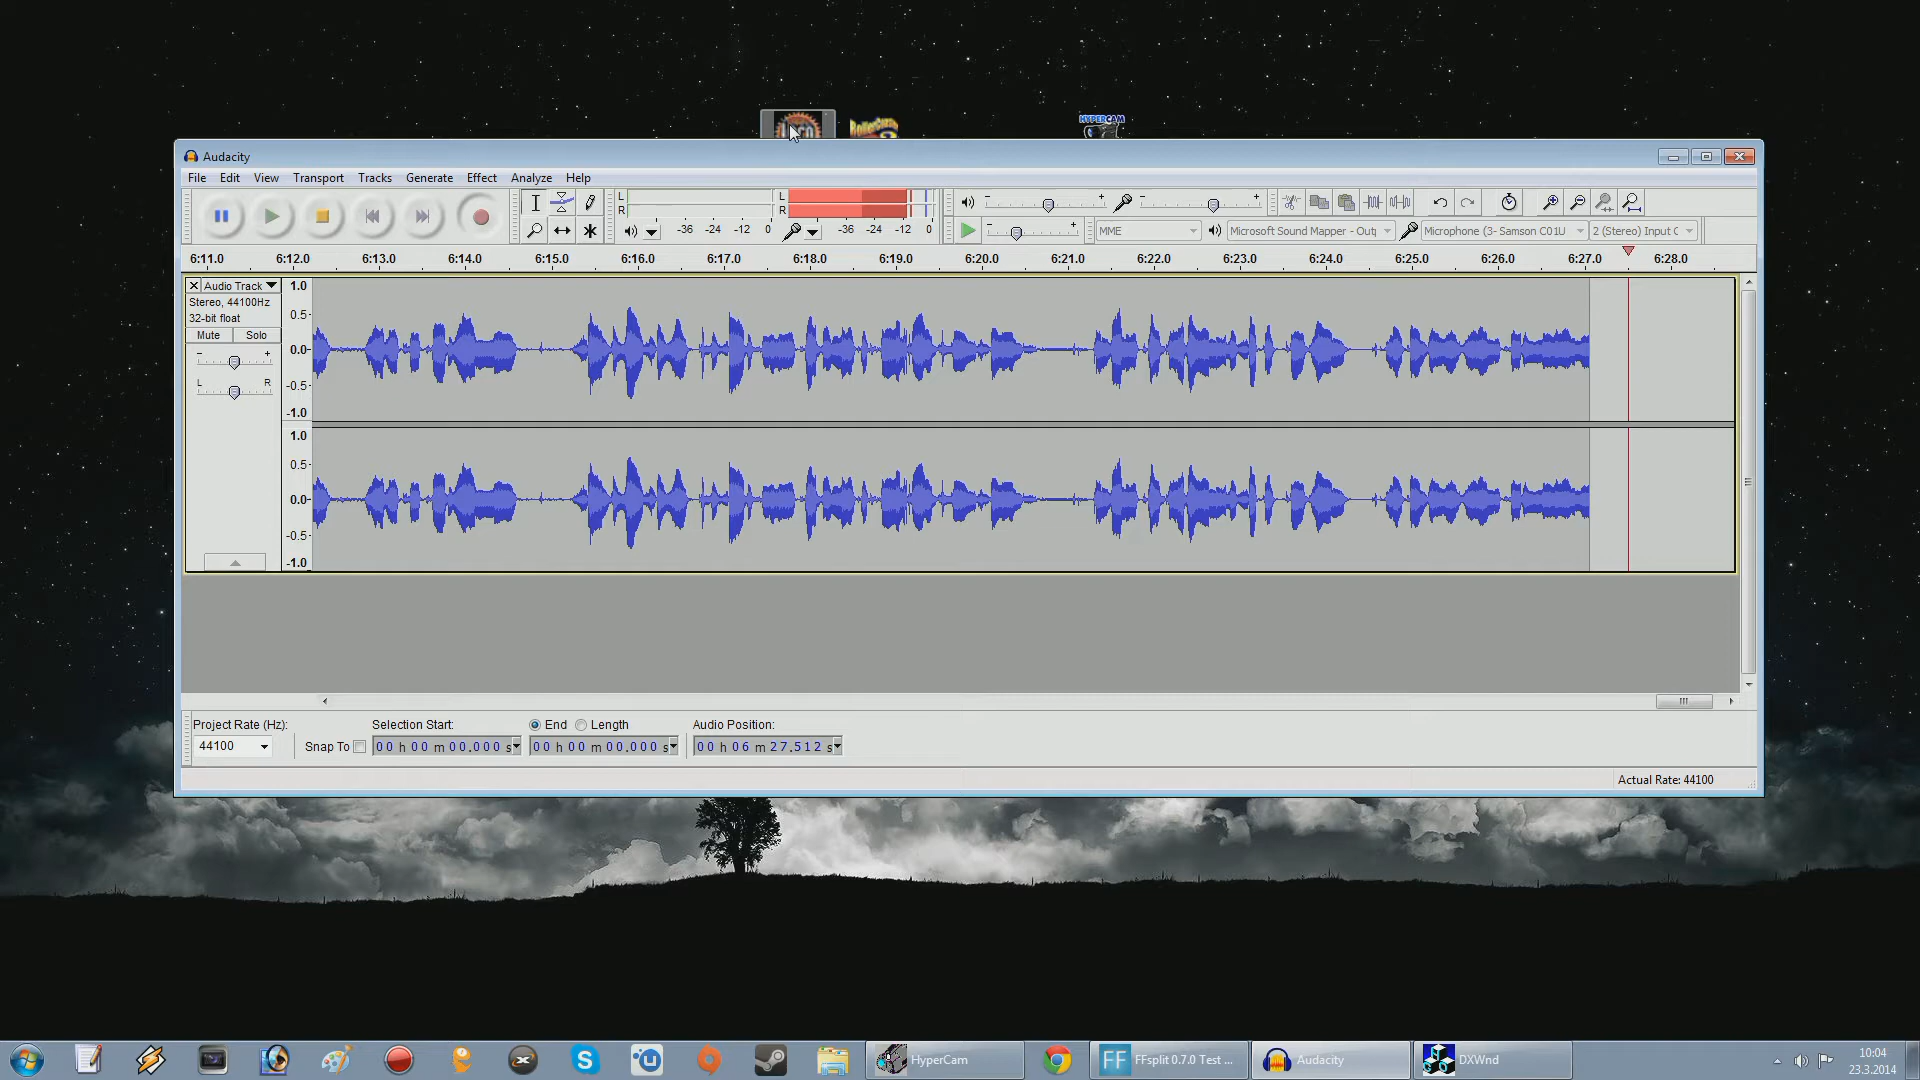 HYPERCAM
Audacity
File Edit View Transport Tracks Generate Effect Analyze Help
L L
R R
-36 -24 -12 0 -36 -24 -12 0
MME Microsoft Sound Mapper - Outp Microphone (3- Samson C01U 2 (Stereo) Input C
6:11.0 6:12.0 6:13.0 6:14.0 6:15.0 6:16.0 6:17.0 6:18.0 6:19.0 6:20.0 6:21.0 6:22.0 6:23.0 6:24.0 6:25.0 6:26.0 6:27.0 6:28.0
Audio Track 1.0
Stereo, 44100Hz
32-bit float 0.5
Mute Solo
0.0
L R -0.5
-1.0
1.0
0.5
0.0
-0.5
-1.0
Project Rate (Hz): Selection Start: End Length Audio Position:
44100 Snap To 00 h 00 m 00.000 s 00 h 00 m 00.000 s 00 h 06 m 27.512 s
Actual Rate: 44100
HyperCam FF FFsplit 0.7.0 Test ... Audacity DXWnd
10:04
23.3.2014